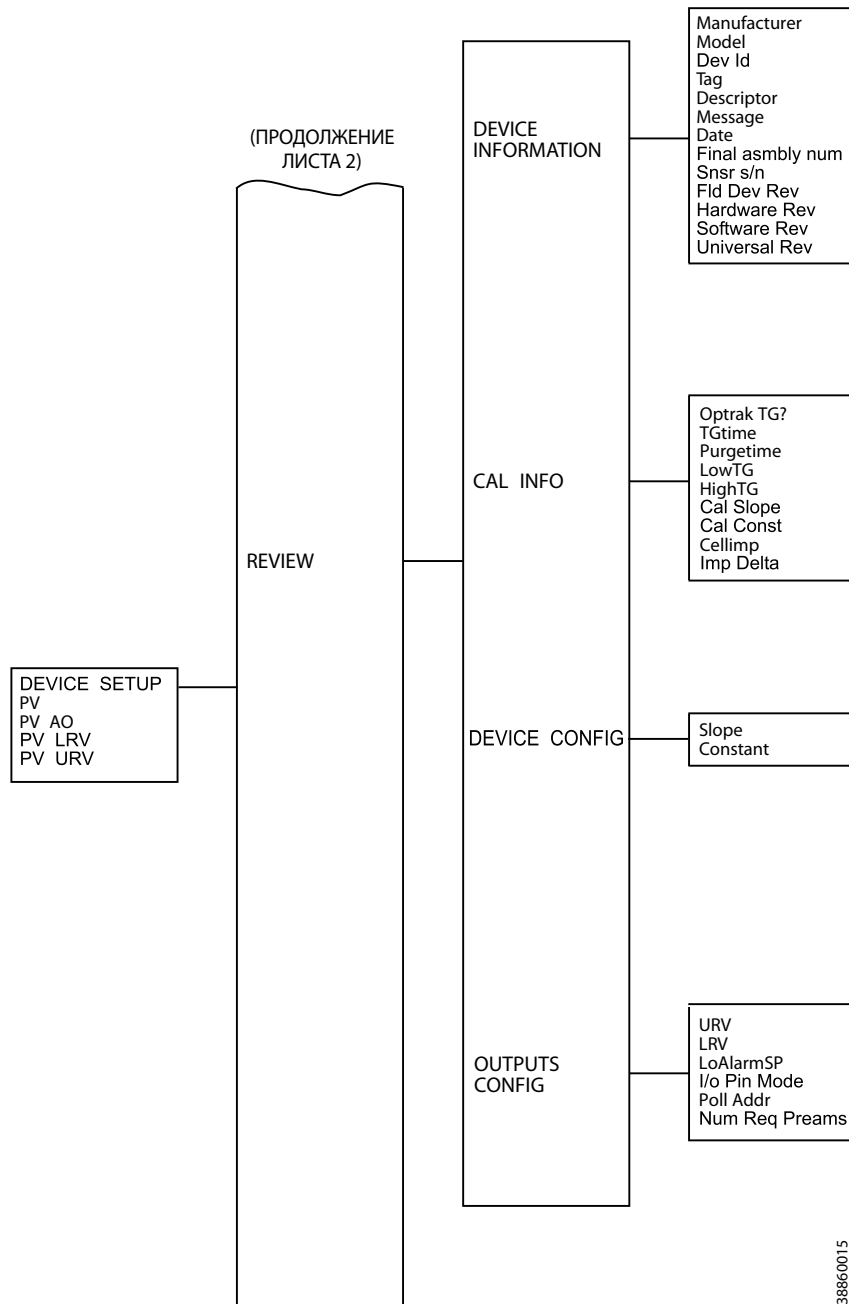 DEVICE SETUP
PV
PV AO
PV LRV
PV URV
(ПРОДОЛЖЕНИЕ
ЛИСТА 2)
REVIEW
DEVICE
INFORMATION
Manufacturer
Model
Dev Id
Tag
Descriptor
Message
Date
Final asmbly num
Snsr s/n
Fld Dev Rev
Hardware Rev
Software Rev
Universal Rev
CAL INFO
Optrak TG?
TGtime
Purgetime
LowTG
HighTG
Cal Slope
Cal Const
Cellimp
Imp Delta
DEVICE CONFIG
Slope
Constant
OUTPUTS
CONFIG
URV
LRV
LoAlarmSP
I/o Pin Mode
Poll Addr
Num Req Preams
38860015